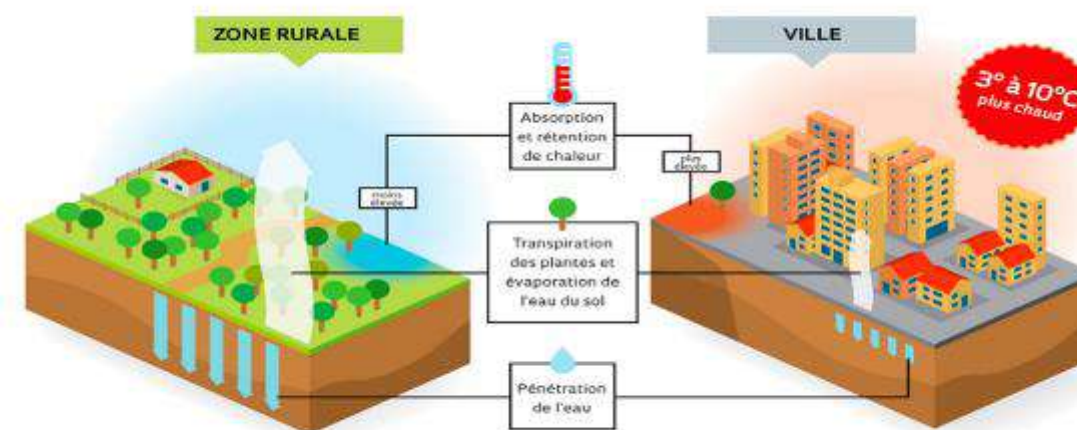 ZONE RURALE
VILLE
3° à 10°C
plus chaud
Absorption
et rétention
de chaleur
moins
élevée
plus
élevée
Transpiration
des plantes et
évaporation de
l'eau du sol
Pénétration
de l'eau